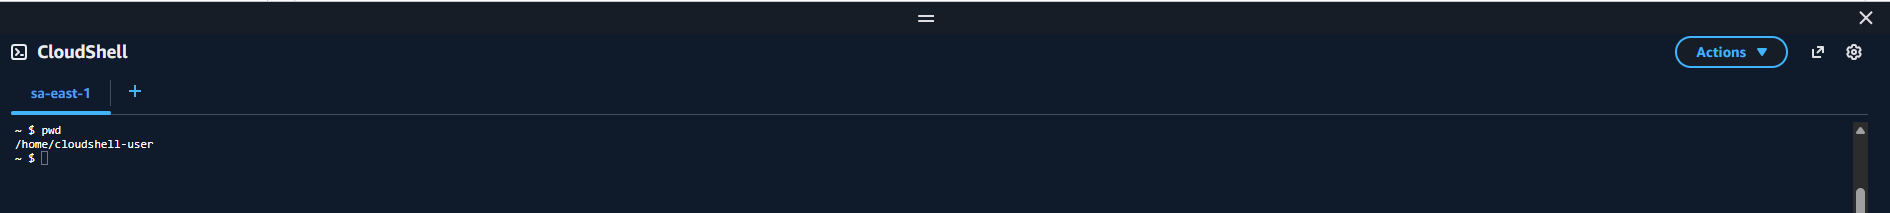 CloudShell
Actions
sa-east-1
~ $ pwd
/home/cloudshell-user
~ $